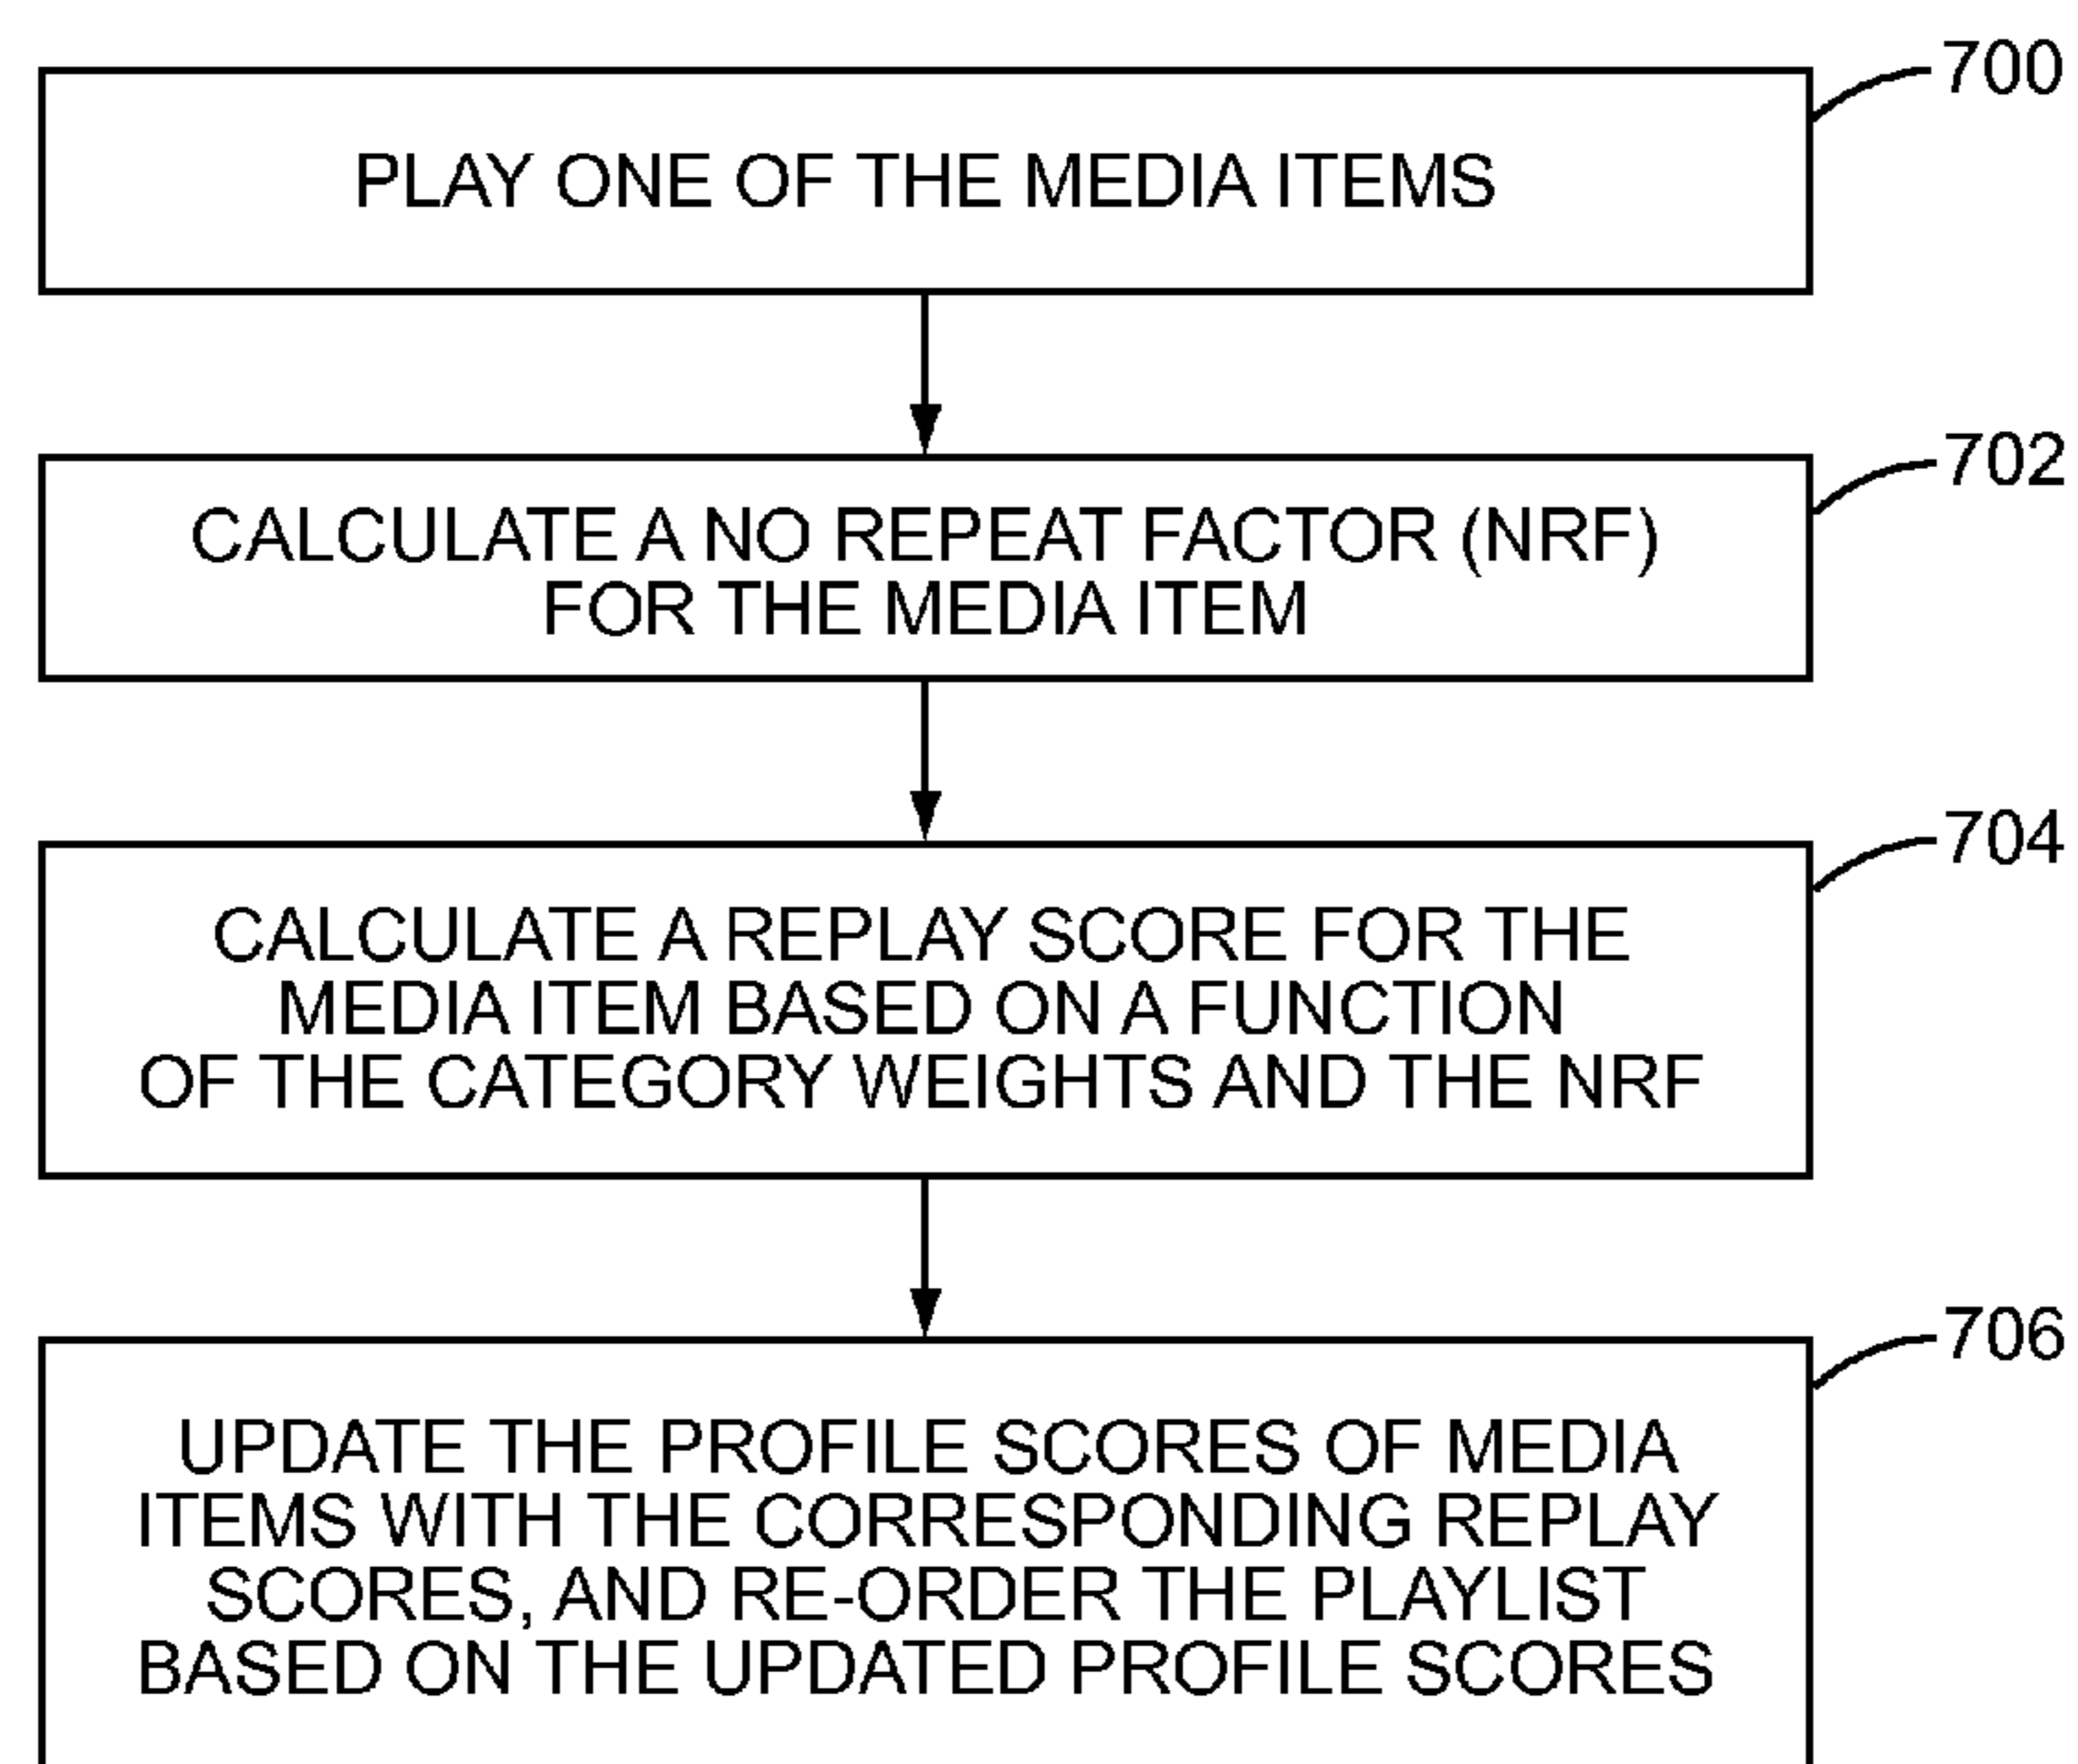 700
PLAY ONE OF THE MEDIA ITEMS
702
CALCULATE A NO REPEAT FACTOR (NRF)
FOR THE MEDIA ITEM
704
CALCULATE A REPLAY SCORE FOR THE
MEDIA ITEM BASED ON A FUNCTION
OF THE CATEGORY WEIGHTS AND THE NRF
706
UPDATE THE PROFILE SCORES OF MEDIA
ITEMS WITH THE CORRESPONDING REPLAY
SCORES, AND RE-ORDER THE PLAYLIST
BASED ON THE UPDATED PROFILE SCORES